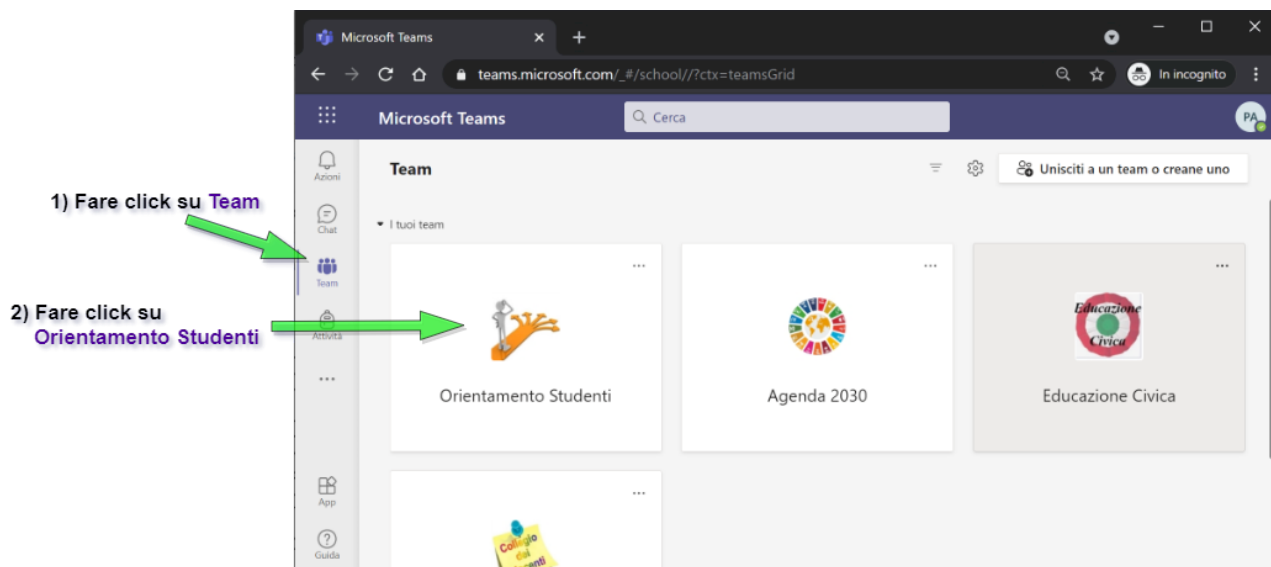 Microsoft Teams
teams.microsoft.com/_#/school//?ctx=teamsGrid
In incognito
Microsoft Teams
Cerca
PA
Azioni
Team
Unisciti a un team o creane uno
1) Fare click su Team
Chat
I tuoi team
Team
2) Fare click su
Orientamento Studenti
Attività
Educazione
Civica
Orientamento Studenti
Agenda 2030
Educazione Civica
App
Guida
Collegio
dei